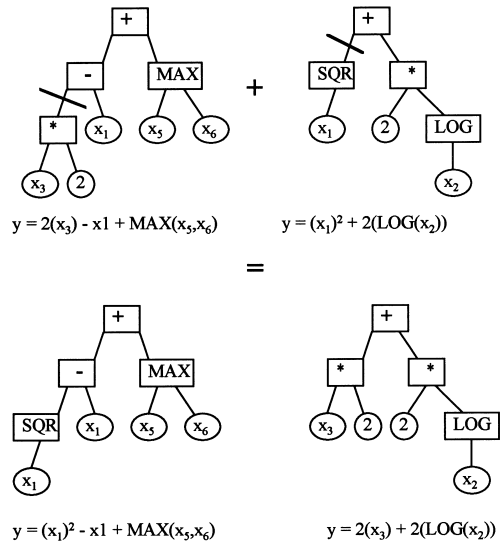 + +
- MAX + SQR *
* x₁ x₅ x₆ x₁ 2 LOG
x₃ 2 x₂
y = 2(x₃) - x1 + MAX(x₅,x₆) y = (x₁)² + 2(LOG(x₂))
=
+ +
- MAX * *
SQR x₁ x₅ x₆ x₃ 2 2 LOG
x₁ x₂
y = (x₁)² - x1 + MAX(x₅,x₆) y = 2(x₃) + 2(LOG(x₂))